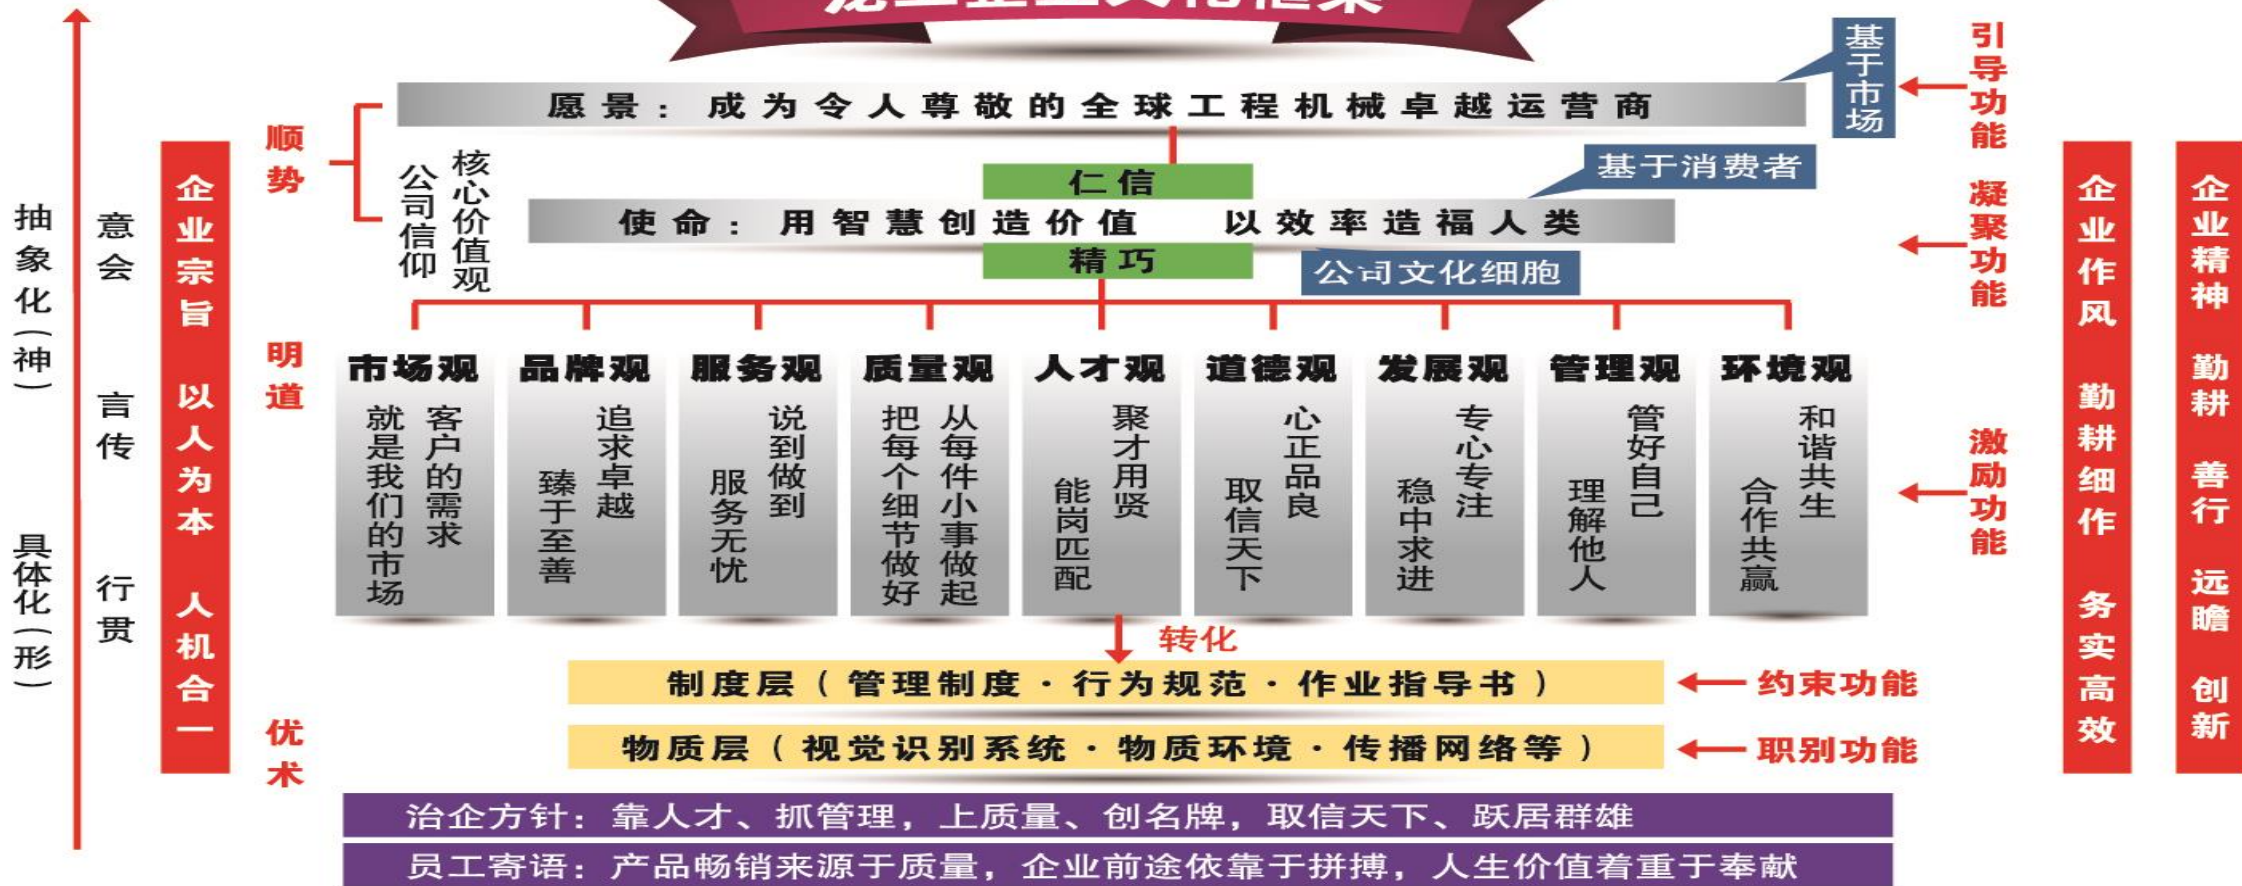 龙工企业文化框架
愿景：成为令人尊敬的全球工程机械卓越运营商
基于市场
引导功能
顺势
核心价值观
公司信仰
仁信
基于消费者
使命：用智慧创造价值 以效率造福人类
精巧
公司文化细胞
凝聚功能
抽象化（神）
具体化（形）
意会
言传
行贯
企业宗旨 以人为本 人机合一
明道
市场观
客户的需求
就是我们的市场
品牌观
追求卓越
臻于至善
服务观
说到做到
服务无忧
质量观
从每件小事做起
把每个细节做好
人才观
聚才用贤
能岗匹配
道德观
心正品良
取信天下
发展观
专心专注
稳中求进
管理观
管好自己
理解他人
环境观
和谐共生
合作共赢
激励功能
转化
优术
制度层（管理制度·行为规范·作业指导书）
约束功能
物质层（视觉识别系统·物质环境·传播网络等）
职别功能
企业作风 勤耕细作 务实高效
企业精神 勤耕 善行 远瞻 创新
治企方针：靠人才、抓管理，上质量、创名牌，取信天下、跃居群雄
员工寄语：产品畅销来源于质量，企业前途依靠于拼搏，人生价值着重于奉献